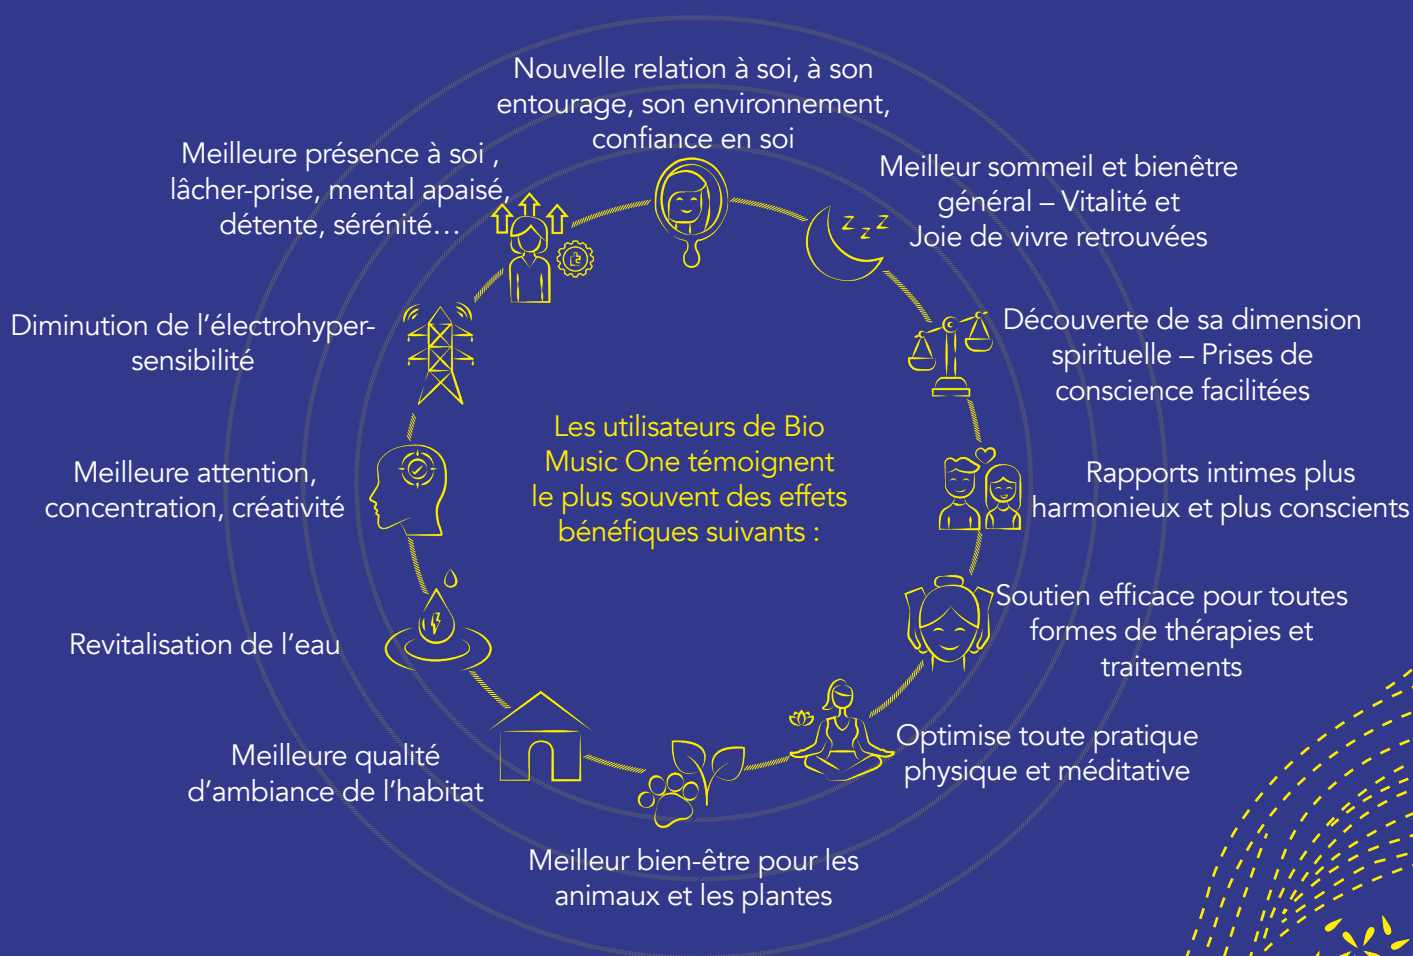 Nouvelle relation à soi, à son
entourage, son environnement,
confiance en soi
Meilleur sommeil et bienêtre
général – Vitalité et
Joie de vivre retrouvées
Z Z Z
Découverte de sa dimension
spirituelle – Prises de
conscience facilitées
Rapports intimes plus
harmonieux et plus conscients
Soutien efficace pour toutes
formes de thérapies et
traitements
Optimise toute pratique
physique et méditative
Meilleur bien-être pour les
animaux et les plantes
Meilleure qualité
d’ambiance de l’habitat
Revitalisation de l’eau
Meilleure attention,
concentration, créativité
Diminution de l’électrohyper-
sensibilité
Meilleure présence à soi ,
lâcher-prise, mental apaisé,
détente, sérénité…
Les utilisateurs de Bio
Music One témoignent
le plus souvent des effets
bénéfiques suivants :